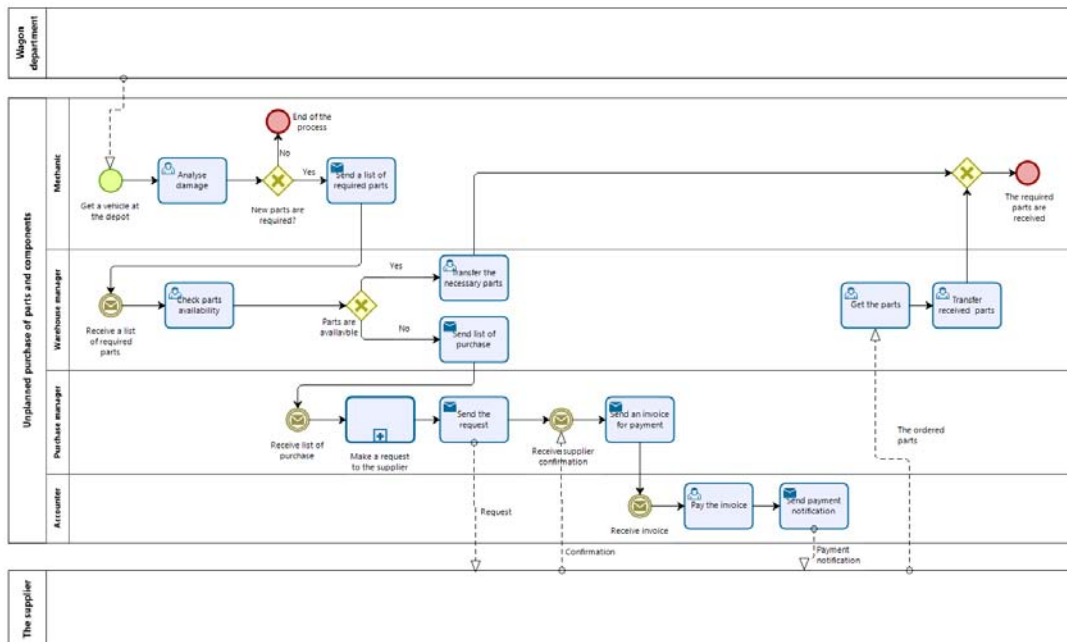 Wagon
department
Unplanned purchase of parts and components
Mechanic
End of the
process
No
Analyse
damage
Yes
Send a list of
required parts
Get a vehicle at
the depot
New parts are
required?
The required
parts are
received
Warehouse manager
Yes
Transfer the
necessary parts
Check parts
availability
Get the parts
Transfer
received parts
Receive a list
of required
parts
Parts are
availavble
No
Send list of
purchase
Purchase manager
Send the
request
Send an invoice
for payment
Receive list of
purchase
Make a request
to the supplier
Receive supplier
confirmation
The ordered
parts
Accounter
Pay the invoice
Send payment
notification
Request
Receive invoice
Confirmation
Payment
notification
The supplier